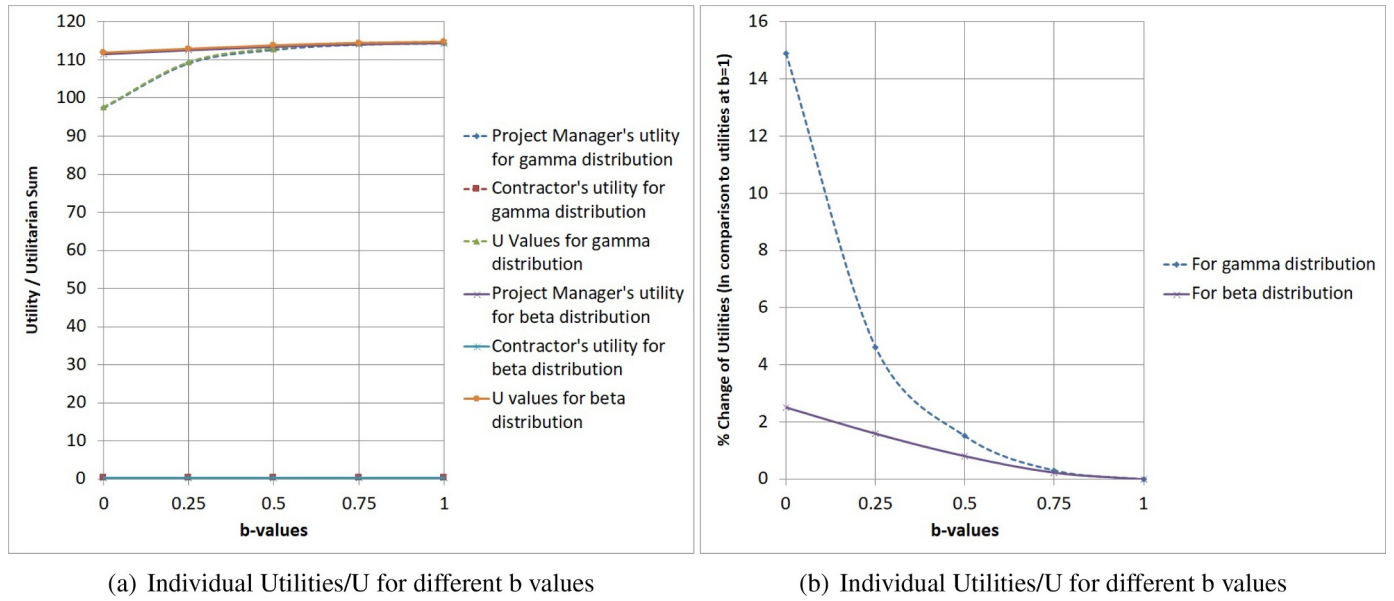 120
110
100
90
80
70
60
50
40
30
20
10
0
Utility / Utilitarian Sum
0 0.25 0.5 0.75 1
b-values
Project Manager's utlity
for gamma distribution
Contractor's utility for
gamma distribution
U Values for gamma
distribution
Project Manager's utility
for beta distribution
Contractor's utility for
beta distribution
U values for beta
distribution
(a) Individual Utilities/U for different b values
16
14
12
10
8
6
4
2
0
% Change of Utilities (In comparison to utilities at b=1)
0 0.25 0.5 0.75 1
b-values
For gamma distribution
For beta distribution
(b) Individual Utilities/U for different b values